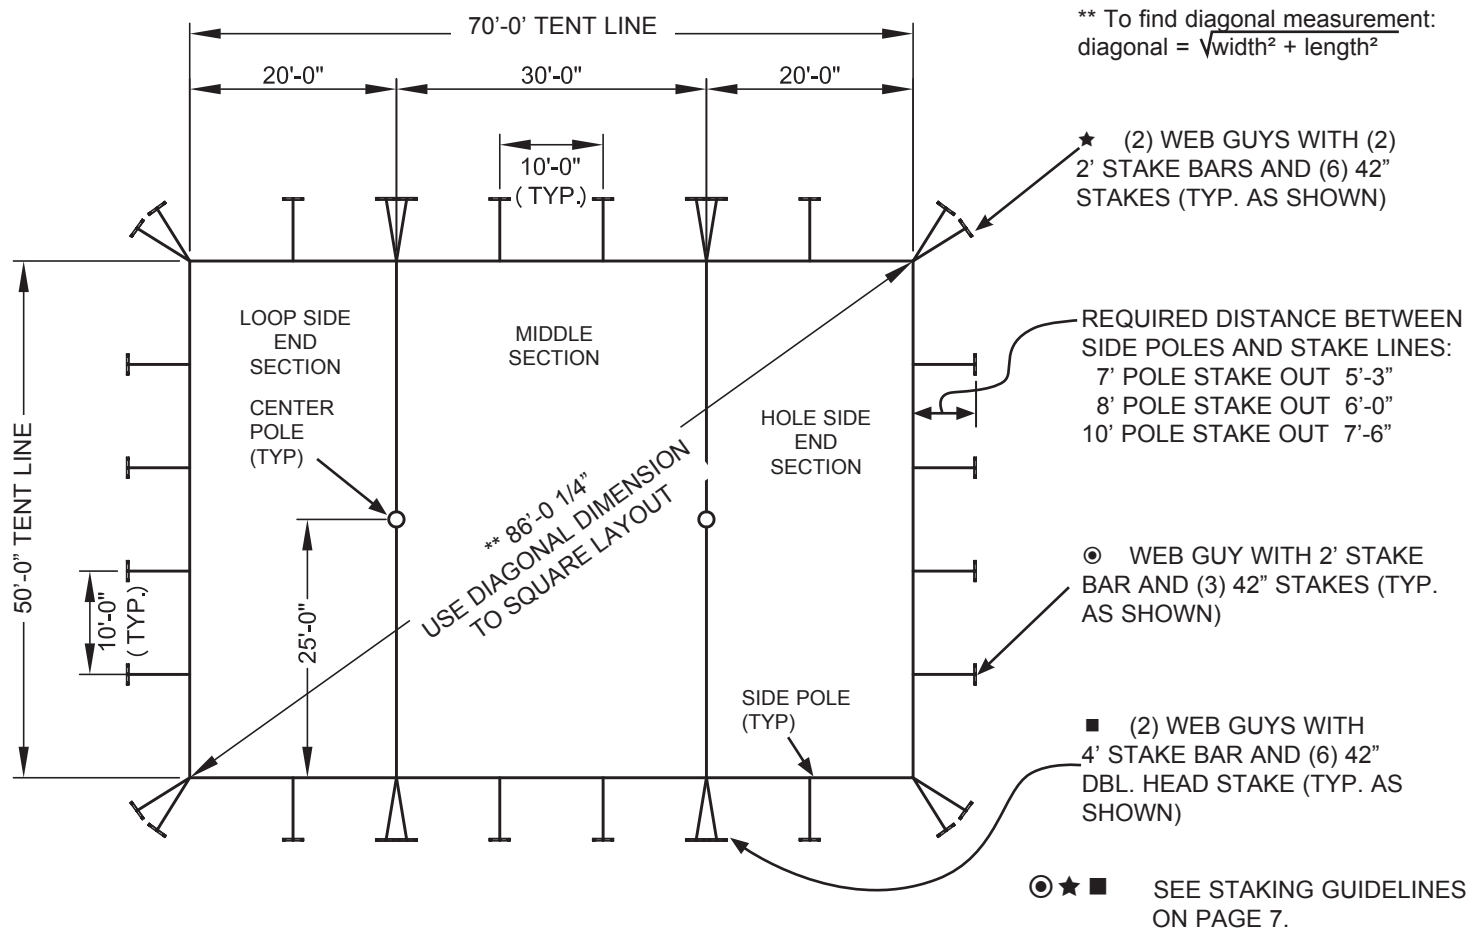 70'-0' TENT LINE
** To find diagonal measurement:
diagonal = √width² + length²
20'-0"
30'-0"
20'-0"
10'-0"
( TYP.)
★ (2) WEB GUYS WITH (2)
2' STAKE BARS AND (6) 42”
STAKES (TYP. AS SHOWN)
LOOP SIDE
END
SECTION
MIDDLE
SECTION
REQUIRED DISTANCE BETWEEN
SIDE POLES AND STAKE LINES:
7’ POLE STAKE OUT 5’-3”
8’ POLE STAKE OUT 6’-0”
10’ POLE STAKE OUT 7’-6”
CENTER
POLE
(TYP)
HOLE SIDE
END
SECTION
50’-0” TENT LINE
** 86’-0 1/4”
USE DIAGONAL DIMENSION
TO SQUARE LAYOUT
10'-0"
( TYP.)
25'-0"
◉ WEB GUY WITH 2’ STAKE
BAR AND (3) 42” STAKES (TYP.
AS SHOWN)
SIDE POLE
(TYP)
■ (2) WEB GUYS WITH
4’ STAKE BAR AND (6) 42”
DBL. HEAD STAKE (TYP. AS
SHOWN)
◉ ★ ■ SEE STAKING GUIDELINES
ON PAGE 7.